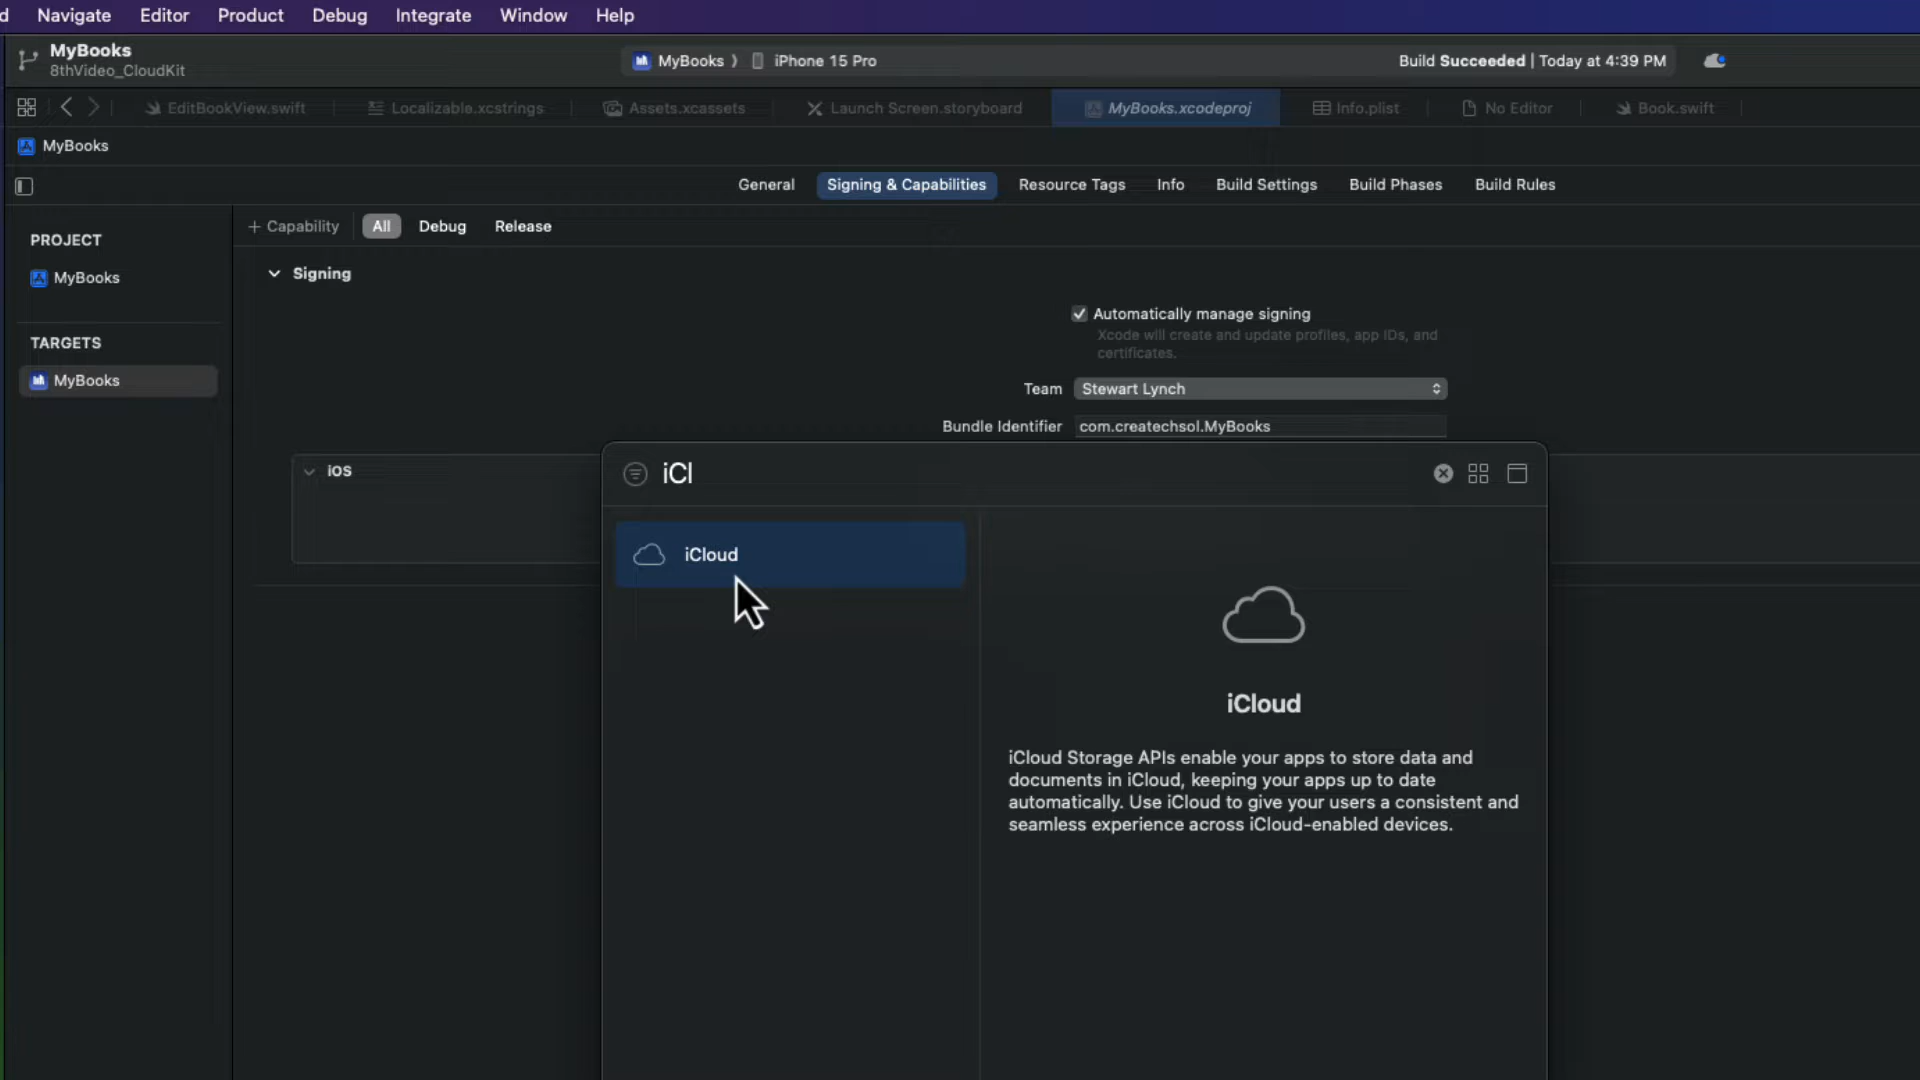 Navigate Editor Product Debug Integrate Window Help
MyBooks
8thVideo_CloudKit
MyBooks iPhone 15 Pro
Build Succeeded | Today at 4:39 PM
EditBookView.swift Localizable.xcstrings Assets.xcassets Launch Screen.storyboard MyBooks.xcodeproj Info.plist No Editor Book.swift
MyBooks
General Signing & Capabilities Resource Tags Info Build Settings Build Phases Build Rules
+ Capability All Debug Release
PROJECT
MyBooks
TARGETS
MyBooks
Signing
Automatically manage signing
Xcode will create and update profiles, app IDs, and
certificates.
Team Stewart Lynch
Bundle Identifier com.createchsol.MyBooks
iOS
iCl
iCloud
iCloud
iCloud Storage APIs enable your apps to store data and
documents in iCloud, keeping your apps up to date
automatically. Use iCloud to give your users a consistent and
seamless experience across iCloud-enabled devices.